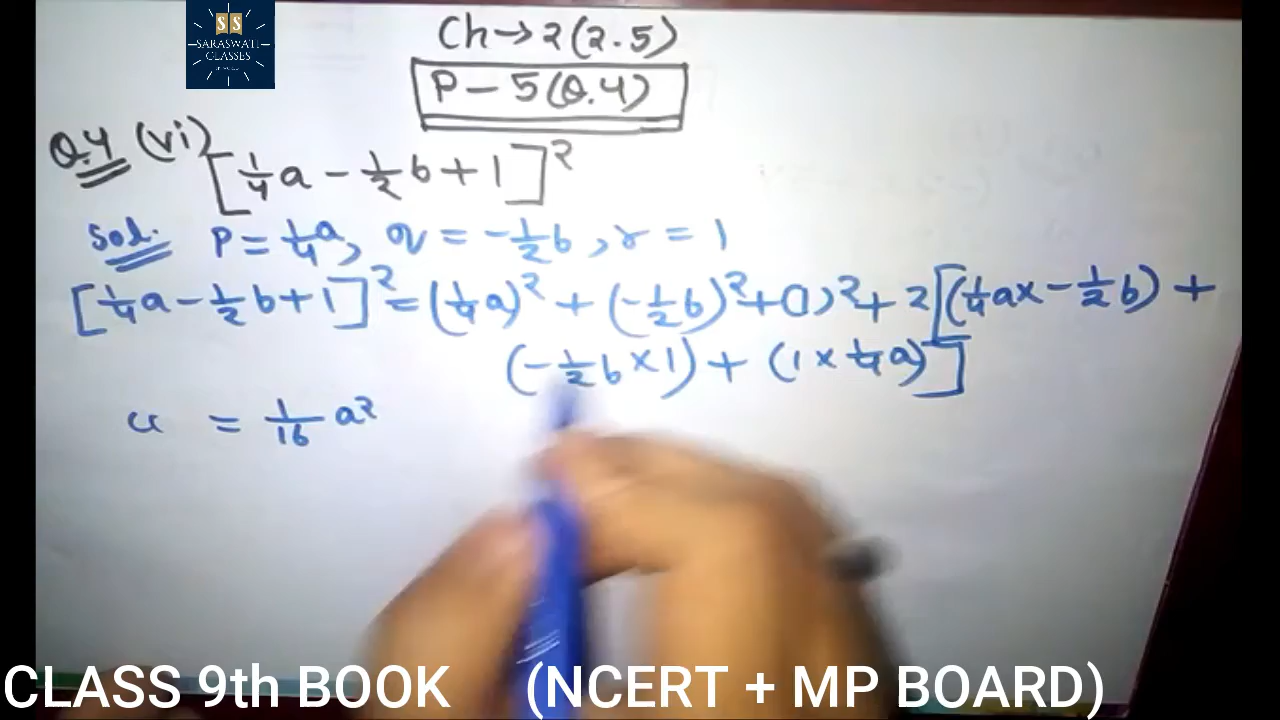 SS
SARASWATI
CLASSES
Ch→2(2.5)
P-5(Q.4)
Q.4 (vi) [1/4 a - 1/2 b + 1]²
Sol. P = 1/4 a, q = -1/2 b, r = 1
[1/4 a - 1/2 b + 1]² = (1/4 a)² + (-1/2 b)² + (1)² + 2[(1/4 a x - 1/2 b) +
(-1/2 b × 1) + (1 × 1/4 a)]
= 1/16 a²
CLASS 9th BOOK (NCERT + MP BOARD)